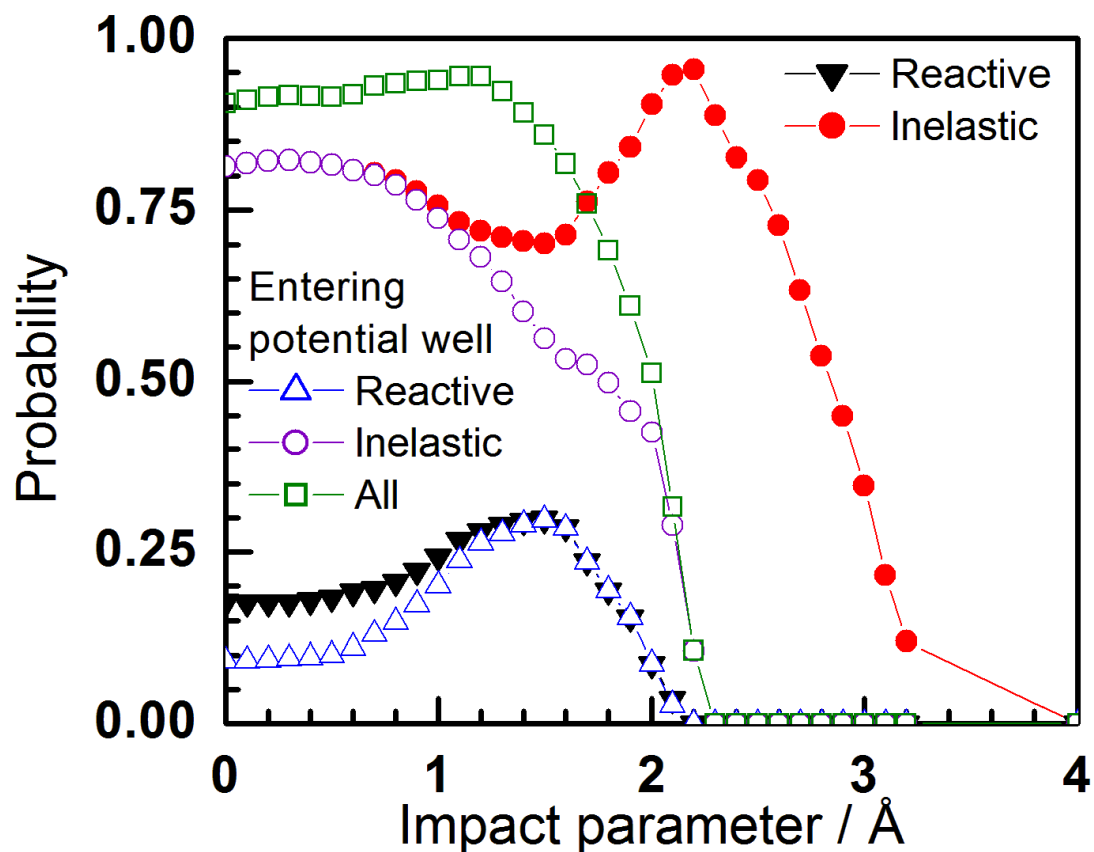 1.00
0.75
0.50
0.25
0.00
Probability
Reactive
Inelastic
Entering
potential well
Reactive
Inelastic
All
0 1 2 3 4
Impact parameter / Å